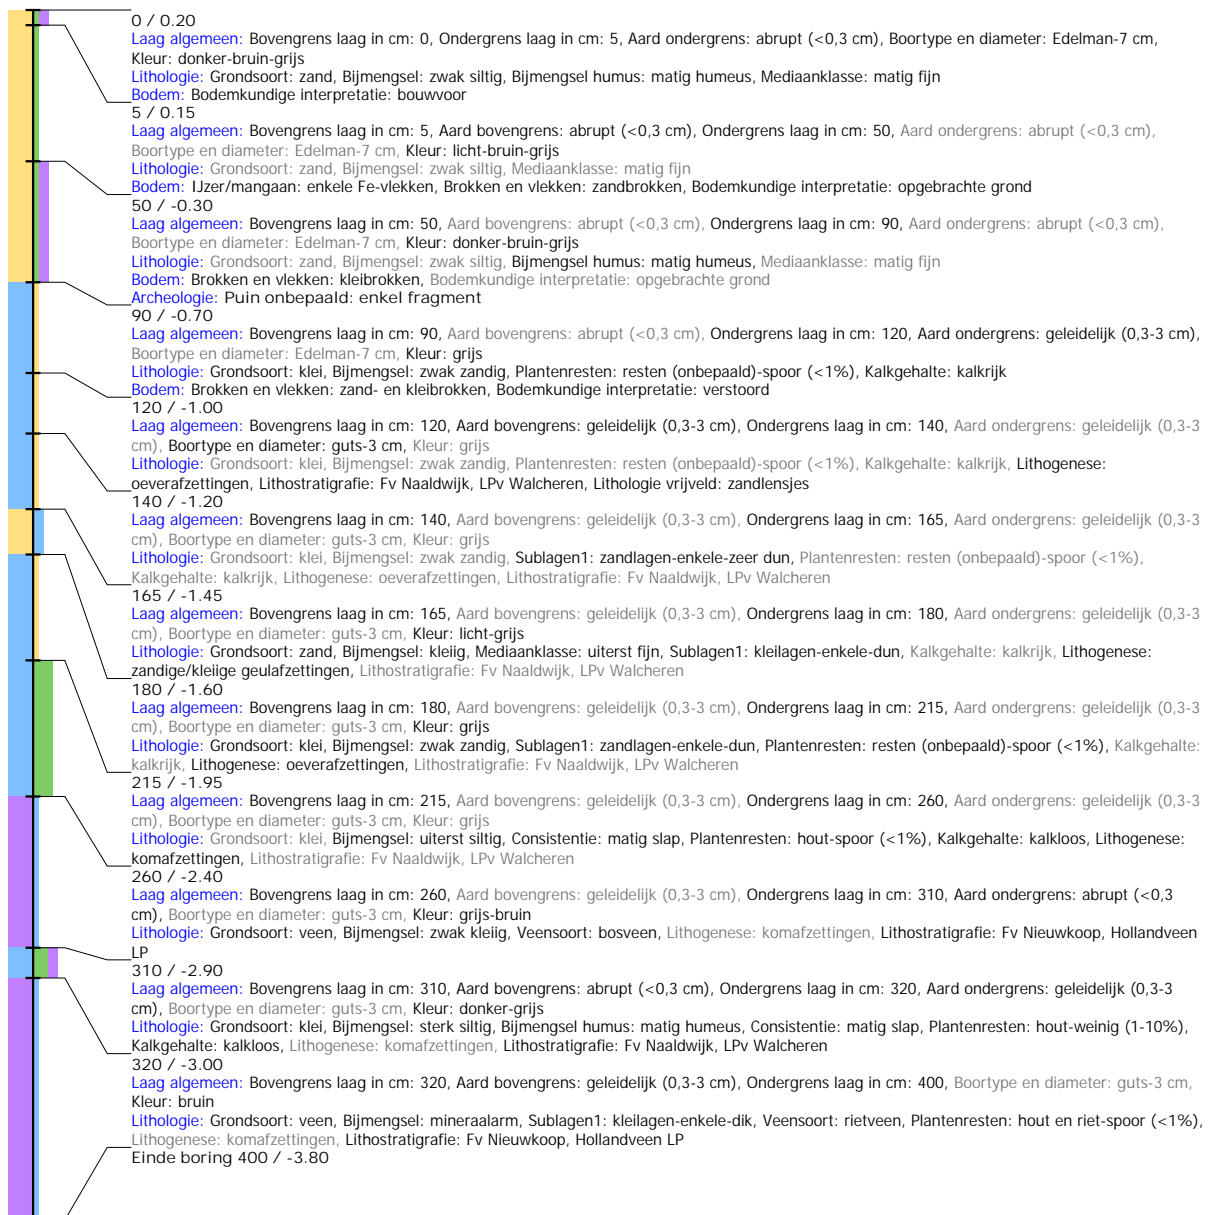 0 / 0.20
Laag algemeen: Bovengrens laag in cm: 0, Ondergrens laag in cm: 5, Aard ondergrens: abrupt (<0,3 cm), Boortype en diameter: Edelman-7 cm,
Kleur: donker-bruin-grijs
Lithologie: Grondsoort: zand, Bijmengsel: zwak siltig, Bijmengsel humus: matig humeus, Mediaanklasse: matig fijn
Bodem: Bodemkundige interpretatie: bouwvoor
5 / 0.15
Laag algemeen: Bovengrens laag in cm: 5, Aard bovengrens: abrupt (<0,3 cm), Ondergrens laag in cm: 50, Aard ondergrens: abrupt (<0,3 cm),
Boortype en diameter: Edelman-7 cm, Kleur: licht-bruin-grijs
Lithologie: Grondsoort: zand, Bijmengsel: zwak siltig, Mediaanklasse: matig fijn
Bodem: IJzer/mangaan: enkele Fe-vlekken, Brokken en vlekken: zandbrokken, Bodemkundige interpretatie: opgebrachte grond
50 / -0.30
Laag algemeen: Bovengrens laag in cm: 50, Aard bovengrens: abrupt (<0,3 cm), Ondergrens laag in cm: 90, Aard ondergrens: abrupt (<0,3 cm),
Boortype en diameter: Edelman-7 cm, Kleur: donker-bruin-grijs
Lithologie: Grondsoort: zand, Bijmengsel: zwak siltig, Bijmengsel humus: matig humeus, Mediaanklasse: matig fijn
Bodem: Brokken en vlekken: kleibrokken, Bodemkundige interpretatie: opgebrachte grond
Archeologie: Puin onbepaald: enkel fragment
90 / -0.70
Laag algemeen: Bovengrens laag in cm: 90, Aard bovengrens: abrupt (<0,3 cm), Ondergrens laag in cm: 120, Aard ondergrens: geleidelijk (0,3-3 cm),
Boortype en diameter: Edelman-7 cm, Kleur: grijs
Lithologie: Grondsoort: klei, Bijmengsel: zwak zandig, Plantenresten: resten (onbepaald)-spoor (<1%), Kalkgehalte: kalkrijk
Bodem: Brokken en vlekken: zand- en kleibrokken, Bodemkundige interpretatie: verstoord
120 / -1.00
Laag algemeen: Bovengrens laag in cm: 120, Aard bovengrens: geleidelijk (0,3-3 cm), Ondergrens laag in cm: 140, Aard ondergrens: geleidelijk (0,3-3
cm), Boortype en diameter: guts-3 cm, Kleur: grijs
Lithologie: Grondsoort: klei, Bijmengsel: zwak zandig, Plantenresten: resten (onbepaald)-spoor (<1%), Kalkgehalte: kalkrijk, Lithogenese:
oeverafzettingen, Lithostratigrafie: Fv Naaldwijk, LPv Walcheren, Lithologie vrijveld: zandlensjes
140 / -1.20
Laag algemeen: Bovengrens laag in cm: 140, Aard bovengrens: geleidelijk (0,3-3 cm), Ondergrens laag in cm: 165, Aard ondergrens: geleidelijk (0,3-3
cm), Boortype en diameter: guts-3 cm, Kleur: grijs
Lithologie: Grondsoort: klei, Bijmengsel: zwak zandig, Sublagen1: zandlagen-enkele-zeer dun, Plantenresten: resten (onbepaald)-spoor (<1%),
Kalkgehalte: kalkrijk, Lithogenese: oeverafzettingen, Lithostratigrafie: Fv Naaldwijk, LPv Walcheren
165 / -1.45
Laag algemeen: Bovengrens laag in cm: 165, Aard bovengrens: geleidelijk (0,3-3 cm), Ondergrens laag in cm: 180, Aard ondergrens: geleidelijk (0,3-3
cm), Boortype en diameter: guts-3 cm, Kleur: licht-grijs
Lithologie: Grondsoort: zand, Bijmengsel: kleiig, Mediaanklasse: uiterst fijn, Sublagen1: kleilagen-enkele-dun, Kalkgehalte: kalkrijk, Lithogenese:
zandige/kleiige geulafzettingen, Lithostratigrafie: Fv Naaldwijk, LPv Walcheren
180 / -1.60
Laag algemeen: Bovengrens laag in cm: 180, Aard bovengrens: geleidelijk (0,3-3 cm), Ondergrens laag in cm: 215, Aard ondergrens: geleidelijk (0,3-3
cm), Boortype en diameter: guts-3 cm, Kleur: grijs
Lithologie: Grondsoort: klei, Bijmengsel: zwak zandig, Sublagen1: zandlagen-enkele-dun, Plantenresten: resten (onbepaald)-spoor (<1%), Kalkgehalte:
kalkrijk, Lithogenese: oeverafzettingen, Lithostratigrafie: Fv Naaldwijk, LPv Walcheren
215 / -1.95
Laag algemeen: Bovengrens laag in cm: 215, Aard bovengrens: geleidelijk (0,3-3 cm), Ondergrens laag in cm: 260, Aard ondergrens: geleidelijk (0,3-3
cm), Boortype en diameter: guts-3 cm, Kleur: grijs
Lithologie: Grondsoort: klei, Bijmengsel: uiterst siltig, Consistentie: matig slap, Plantenresten: hout-spoor (<1%), Kalkgehalte: kalkloos, Lithogenese:
komafzettingen, Lithostratigrafie: Fv Naaldwijk, LPv Walcheren
260 / -2.40
Laag algemeen: Bovengrens laag in cm: 260, Aard bovengrens: geleidelijk (0,3-3 cm), Ondergrens laag in cm: 310, Aard ondergrens: abrupt (<0,3
cm), Boortype en diameter: guts-3 cm, Kleur: grijs-bruin
Lithologie: Grondsoort: veen, Bijmengsel: zwak kleiig, Veensoort: bosveen, Lithogenese: komafzettingen, Lithostratigrafie: Fv Nieuwkoop, Hollandveen
LP
310 / -2.90
Laag algemeen: Bovengrens laag in cm: 310, Aard bovengrens: abrupt (<0,3 cm), Ondergrens laag in cm: 320, Aard ondergrens: geleidelijk (0,3-3
cm), Boortype en diameter: guts-3 cm, Kleur: donker-grijs
Lithologie: Grondsoort: klei, Bijmengsel: sterk siltig, Bijmengsel humus: matig humeus, Consistentie: matig slap, Plantenresten: hout-weinig (1-10%),
Kalkgehalte: kalkloos, Lithogenese: komafzettingen, Lithostratigrafie: Fv Naaldwijk, LPv Walcheren
320 / -3.00
Laag algemeen: Bovengrens laag in cm: 320, Aard bovengrens: geleidelijk (0,3-3 cm), Ondergrens laag in cm: 400, Boortype en diameter: guts-3 cm,
Kleur: bruin
Lithologie: Grondsoort: veen, Bijmengsel: mineraalarm, Sublagen1: kleilagen-enkele-dik, Veensoort: rietveen, Plantenresten: hout en riet-spoor (<1%),
Lithogenese: komafzettingen, Lithostratigrafie: Fv Nieuwkoop, Hollandveen LP
Einde boring 400 / -3.80